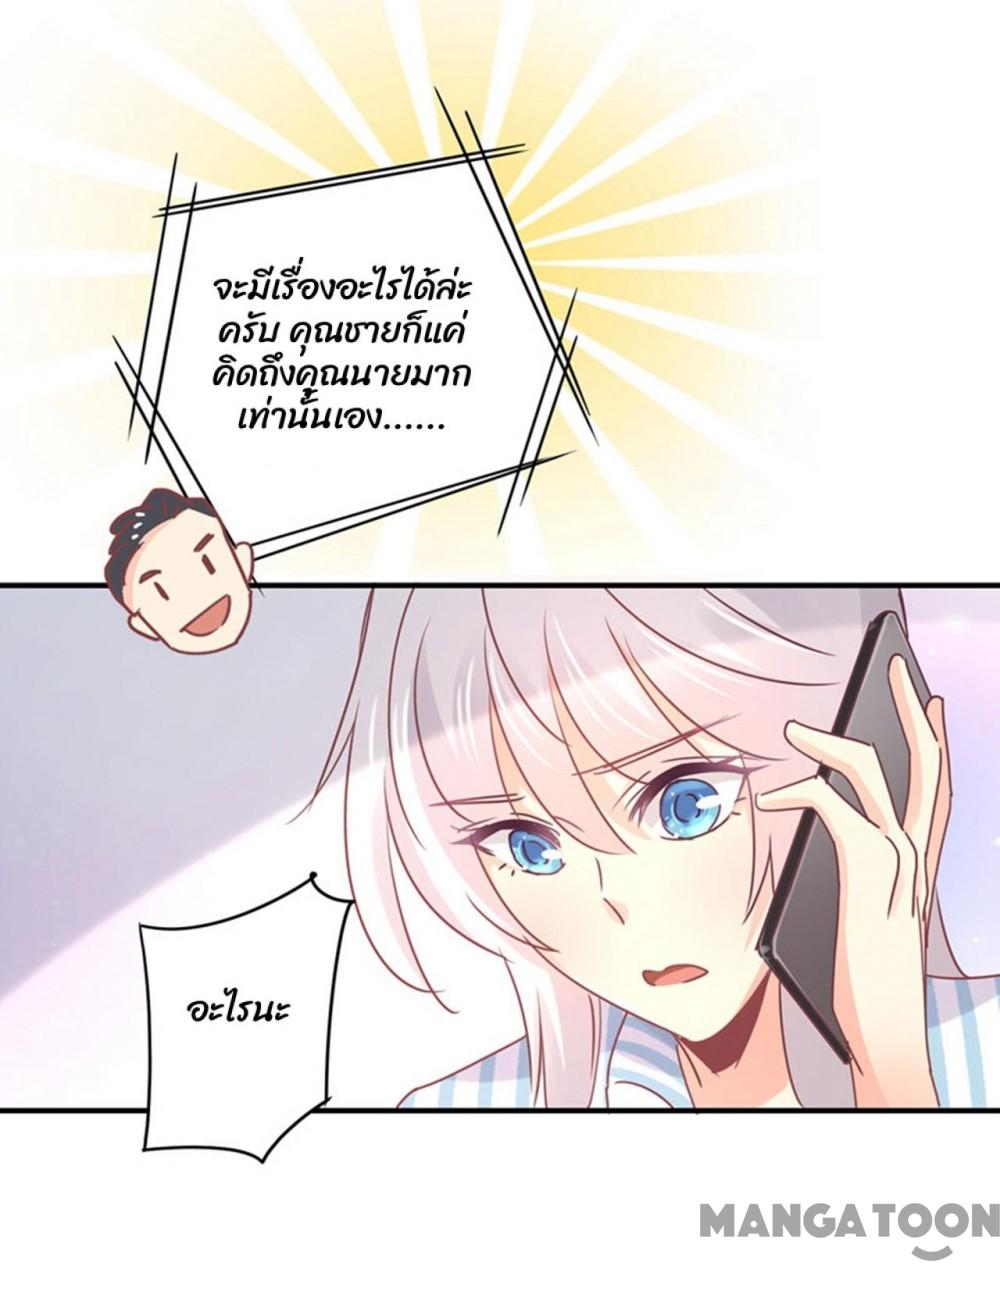 จะมีเรื่องอะไรได้ล่ะ
ครับ คุณชายก็แค่
คิดถึงคุณนายมาก
เท่านั้นเอง......
อะไรนะ
MANGATOON